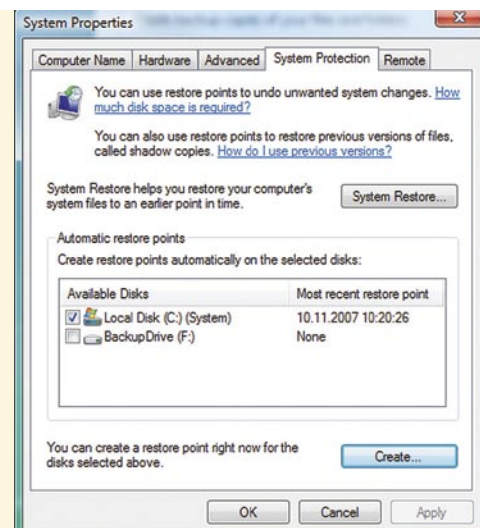 System Properties
Computer Name Hardware Advanced System Protection Remote
You can use restore points to undo unwanted system changes. How
much disk space is required?
You can also use restore points to restore previous versions of files,
called shadow copies. How do I use previous versions?
System Restore helps you restore your computer's
system files to an earlier point in time.
System Restore...
Automatic restore points
Create restore points automatically on the selected disks:
Available Disks Most recent restore point
Local Disk (C:) (System) 10.11.2007 10:20:26
BackupDrive (F:) None
You can create a restore point right now for the
disks selected above.
Create...
OK Cancel Apply